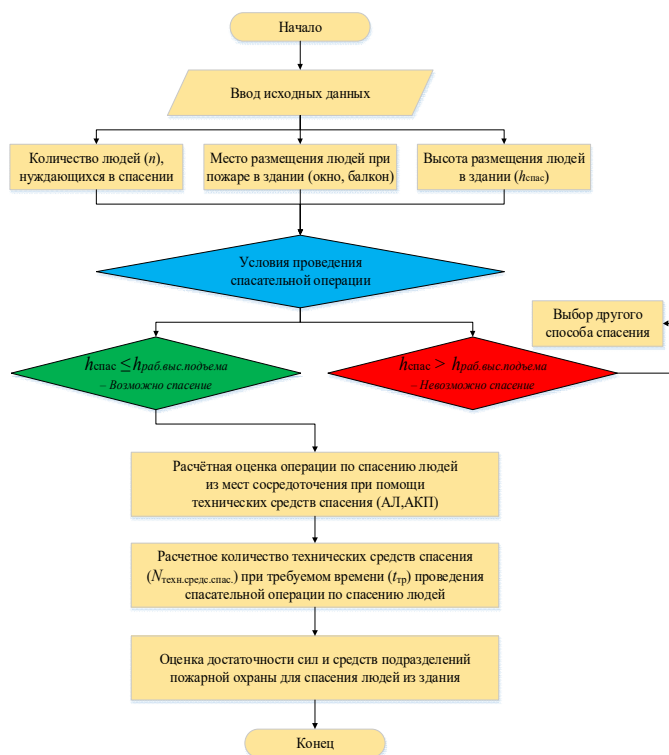 Начало
Ввод исходных данных
Количество людей (n),
нуждающихся в спасении
Место размещения людей при
пожаре в здании (окно, балкон)
Высота размещения людей
в здании (hспас)
Условия проведения
спасательной операции
Выбор другого
способа спасения
hспас ≤ hраб.выс.подъема
– Возможно спасение
hспас > hраб.выс.подъема
– Невозможно спасение
Расчётная оценка операции по спасению людей
из мест сосредоточения при помощи
технических средств спасения (АЛ,АКП)
Расчетное количество технических средств спасения
(Nтехн.средс.спас.) при требуемом времени (tтр) проведения
спасательной операции по спасению людей
Оценка достаточности сил и средств подразделений
пожарной охраны для спасения людей из здания
Конец